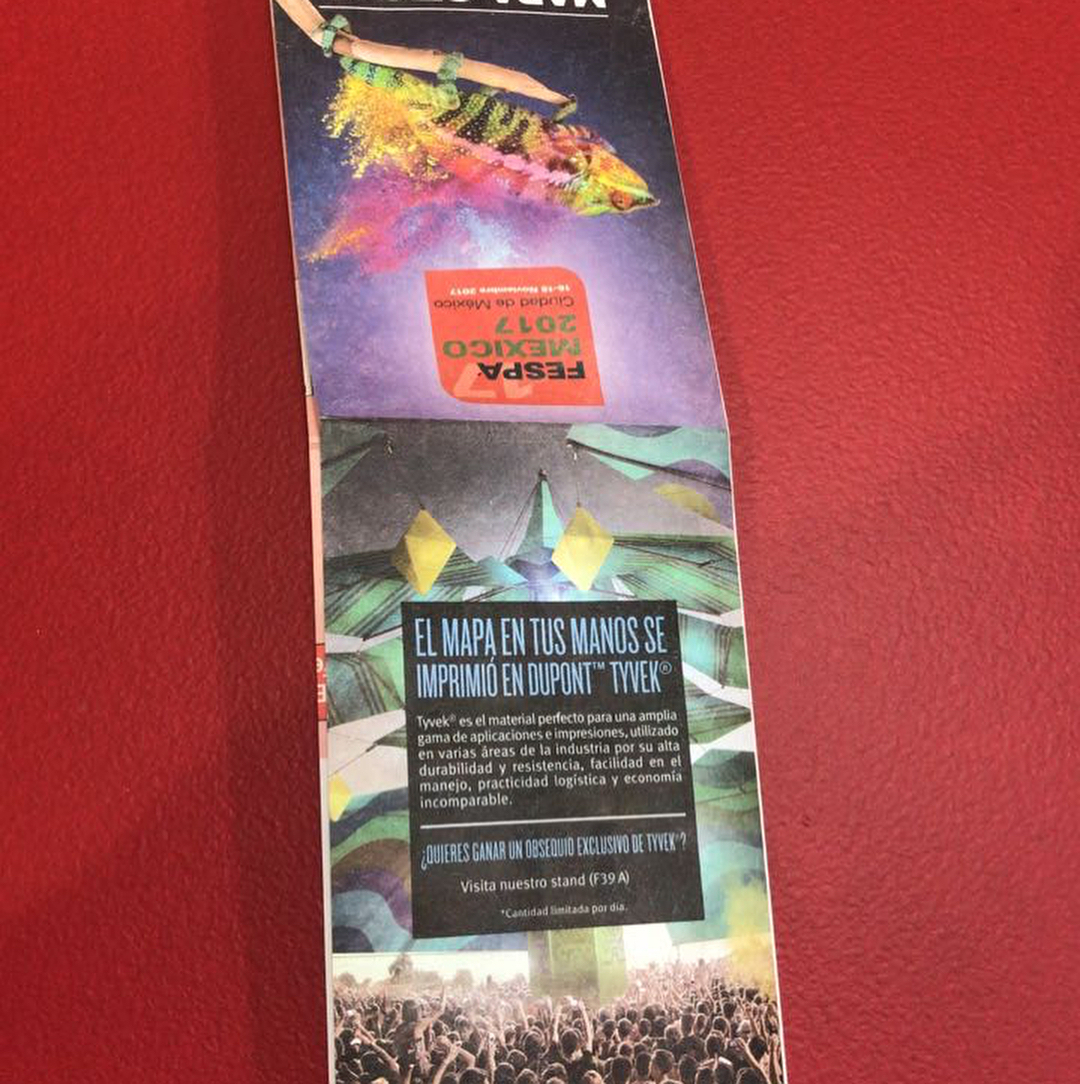 FESPA
MEXICO
2017
Ciudad de México
16-18 Noviembre 2017
17
EL MAPA EN TUS MANOS SE
IMPRIMIÓ EN DUPONT™ TYVEK®
Tyvek® es el material perfecto para una amplia
gama de aplicaciones e impresiones, utilizado
en varias áreas de la industria por su alta
durabilidad y resistencia, facilidad en el
manejo, practicidad logística y economía
incomparable.
¿QUIERES GANAR UN OBSEQUIO EXCLUSIVO DE TYVEK®?
Visita nuestro stand (F39 A)
*Cantidad limitada por día.